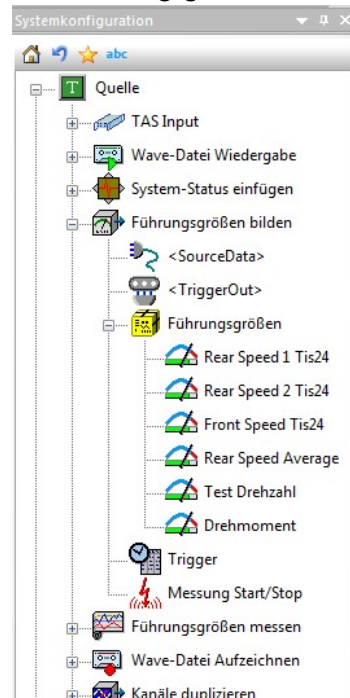 Systemkonfiguration
abc
T Quelle
TAS Input
Wave-Datei Wiedergabe
System-Status einfügen
Führungsgrößen bilden
<SourceData>
<TriggerOut>
Führungsgrößen
Rear Speed 1 Tis24
Rear Speed 2 Tis24
Front Speed Tis24
Rear Speed Average
Test Drehzahl
Drehmoment
Trigger
Messung Start/Stop
Führungsgrößen messen
Wave-Datei Aufzeichnen
Kanäle duplizieren